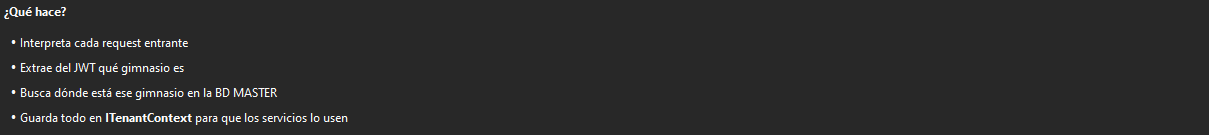 ¿Qué hace?
• Interpreta cada request entrante
• Extrae del JWT qué gimnasio es
• Busca dónde está ese gimnasio en la BD MASTER
• Guarda todo en ITenantContext para que los servicios lo usen